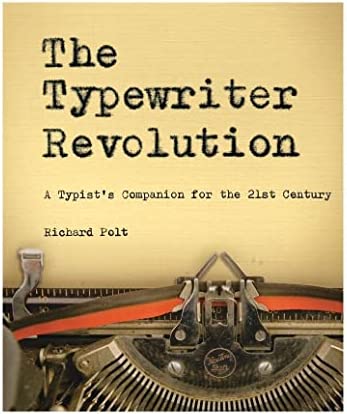 The
Typewriter
Revolution
A Typist's Companion for the 21st Century
Richard Polt